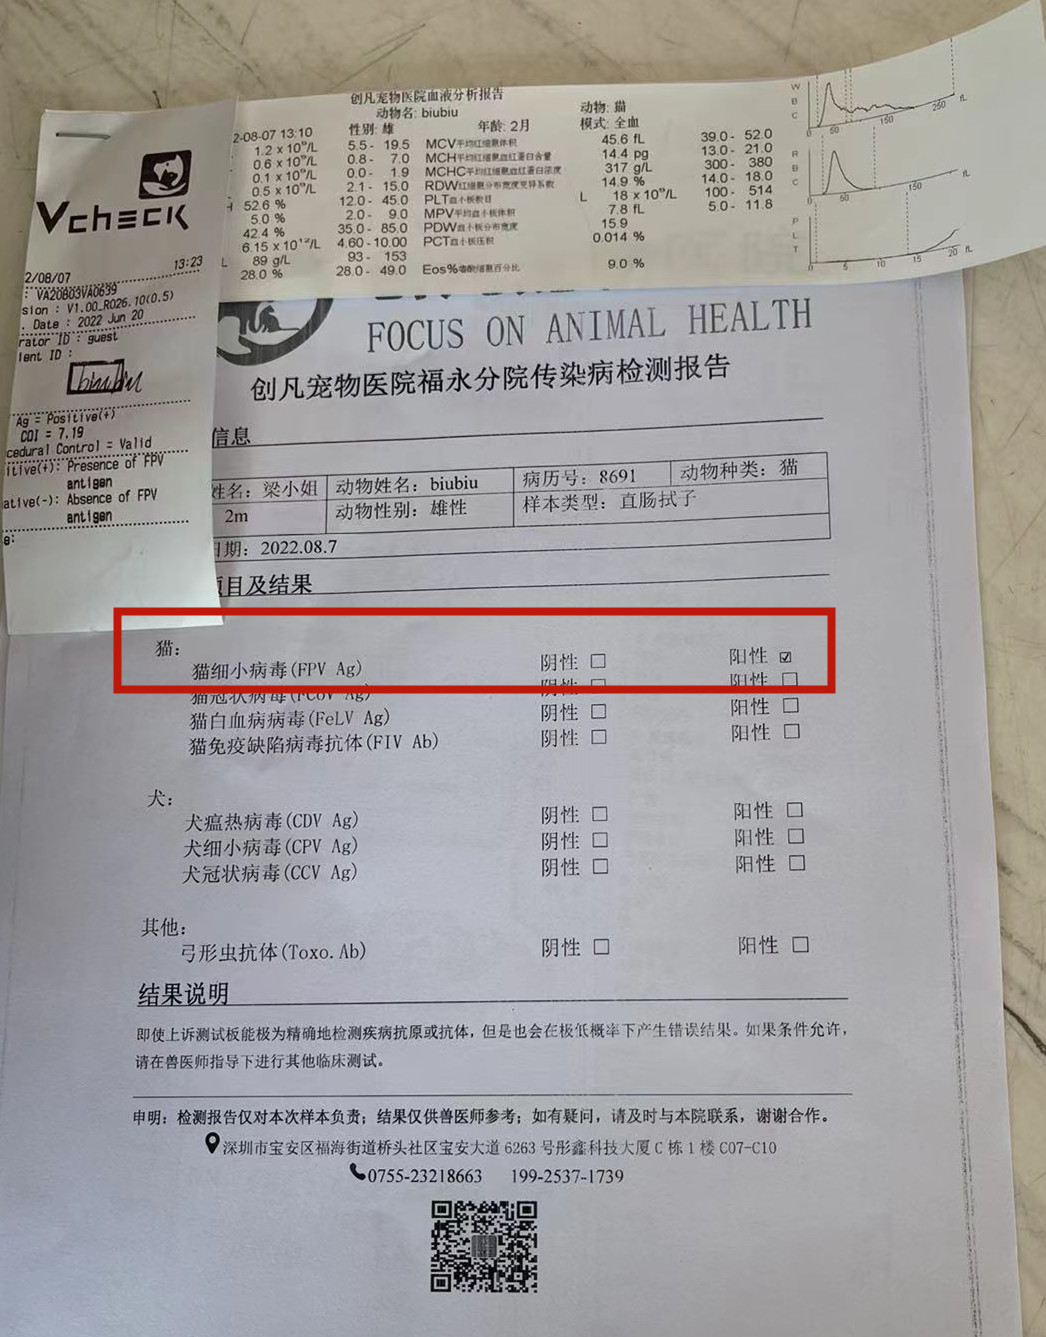 创凡宠物医院血液分析报告
动物名: biubiu 动物: 猫
2-08-07 13:10 性别: 雄 年龄: 2月 模式: 全血
1.2 x 10⁹/L 5.5 - 19.5 MCV平均红细胞体积 45.6 fL 39.0 - 52.0
0.6 x 10⁹/L 0.8 - 7.0 MCH平均红细胞血红蛋白含量 14.4 pg 13.0 - 21.0
0.1 x 10⁹/L 0.0 - 1.9 MCHC平均红细胞血红蛋白浓度 317 g/L 300 - 380
0.5 x 10⁹/L 2.1 - 15.0 RDW红细胞分布宽度变异系数 14.9 % 14.0 - 18.0
H 52.6 % 12.0 - 45.0 PLT血小板数目 L 18 x 10⁹/L 100 - 514
5.0 % 2.0 - 9.0 MPV平均血小板体积 7.8 fL 5.0 - 11.8
42.4 % 35.0 - 85.0 PDW血小板分布宽度 15.9
6.15 x 10¹²/L 4.60 - 10.00 PCT血小板压积 0.014 %
L 89 g/L 93 - 153
28.0 % 28.0 - 49.0 Eos%嗜酸细胞百分比 9.0 %
W
B
C
50 150 250 fL
R
B
C
50 150 fL
P
L
T
5 10 15 20 fL
Vcheck
2/08/07 13:23
: VA20B03VA0639
sion : V1.00_R026.10(0.5)
. Date : 2022 Jun 20
rator ID : guest
ient ID :
biubiu
Ag = Positive(+)
COI = 7.19
cedural Control = Valid
itive(+): Presence of FPV
antigen
ative(-): Absence of FPV
antigen
e:
FOCUS ON ANIMAL HEALTH
创凡宠物医院福永分院传染病检测报告
信息
姓名: 梁小姐 动物姓名: biubiu 病历号: 8691 动物种类: 猫
2m 动物性别: 雄性 样本类型: 直肠拭子
日期: 2022.08.7
项目及结果
猫:
猫细小病毒(FPV Ag) 阴性 ☐ 阳性 ☑
猫冠状病毒(FCoV Ag) 阴性 ☐ 阳性 ☐
猫白血病病毒(FeLV Ag) 阴性 ☐ 阳性 ☐
猫免疫缺陷病毒抗体(FIV Ab) 阴性 ☐ 阳性 ☐
犬:
犬瘟热病毒(CDV Ag) 阴性 ☐ 阳性 ☐
犬细小病毒(CPV Ag) 阴性 ☐ 阳性 ☐
犬冠状病毒(CCV Ag) 阴性 ☐ 阳性 ☐
其他:
弓形虫抗体(Toxo.Ab) 阴性 ☐ 阳性 ☐
结果说明
即使上诉测试板能极为精确地检测疾病抗原或抗体，但是也会在极低概率下产生错误结果。如果条件允许，
请在兽医师指导下进行其他临床测试。
申明: 检测报告仅对本次样本负责；结果仅供兽医师参考；如有疑问，请及时与本院联系，谢谢合作。
深圳市宝安区福海街道桥头社区宝安大道 6263 号彤鑫科技大厦 C 栋 1 楼 C07-C10
0755-23218663 199-2537-1739